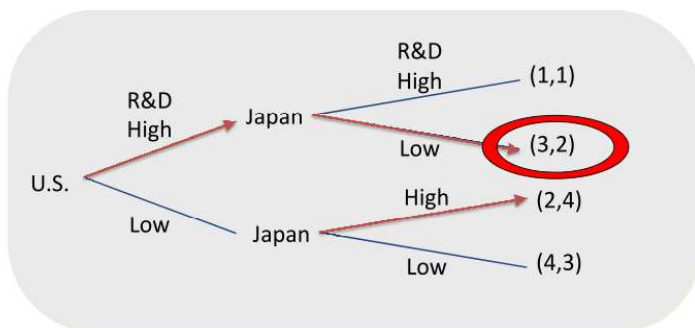 R&D
High
(1,1)
R&D
High
Japan
Low
(3,2)
U.S.
High
(2,4)
Low
Japan
Low
(4,3)